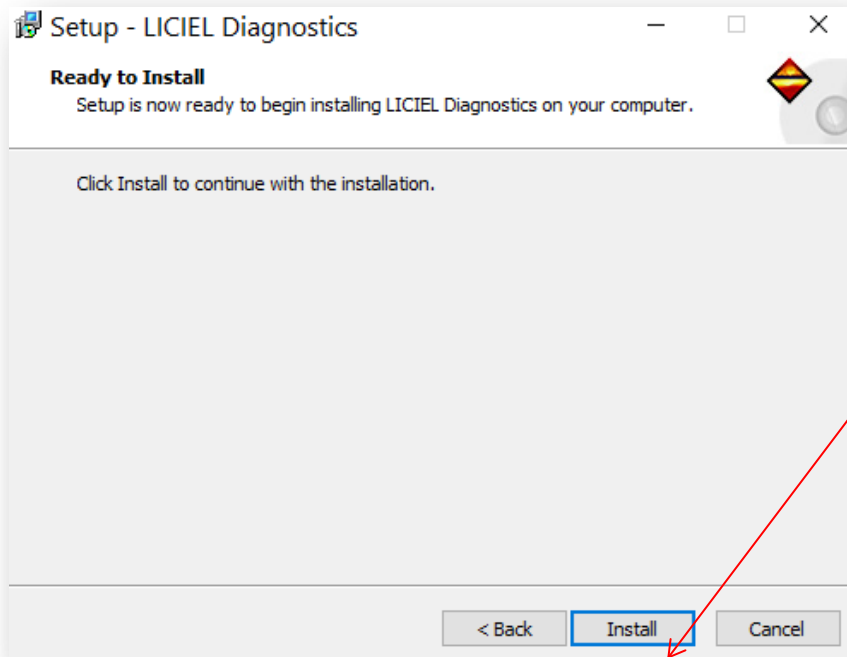 Setup - LICIEL Diagnostics
Ready to Install
Setup is now ready to begin installing LICIEL Diagnostics on your computer.
Click Install to continue with the installation.
< Back Install Cancel